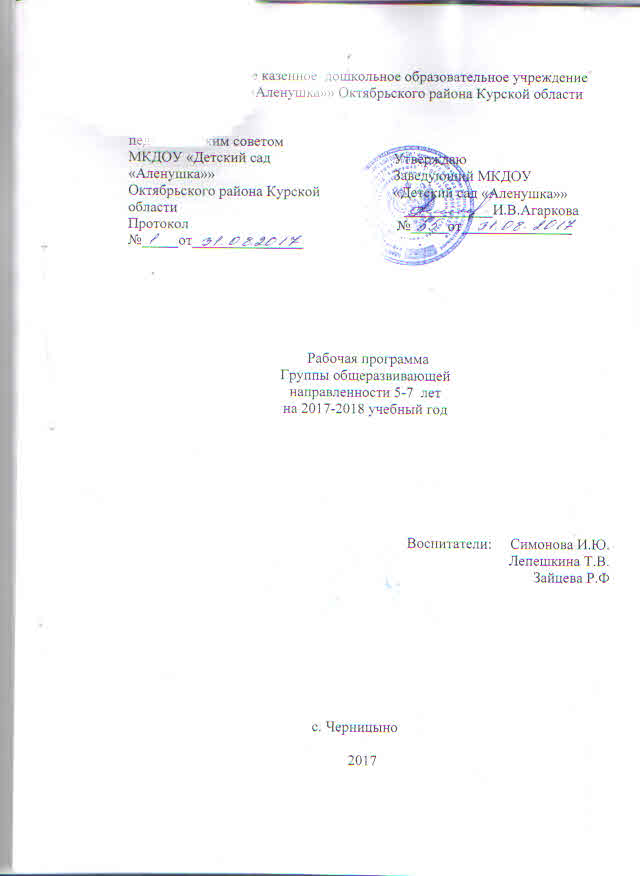 е казенное дошкольное образовательное учреждение
«Аленушка»» Октябрьского района Курской области
ким советом
МКДОУ «Детский сад
«Аленушка»»
Октябрьского района Курской
области
Протокол
№ 1 от 31.08.2017
Утверждаю
Заведующий МКДОУ
«Детский сад «Аленушка»»
И.В.Агаркова
№ от 31.08.2017
Рабочая программа
Группы общеразвивающей
направленности 5-7 лет
на 2017-2018 учебный год
Воспитатели: Симонова И.Ю.
Лепешкина Т.В.
Зайцева Р.Ф
с. Черницыно
2017